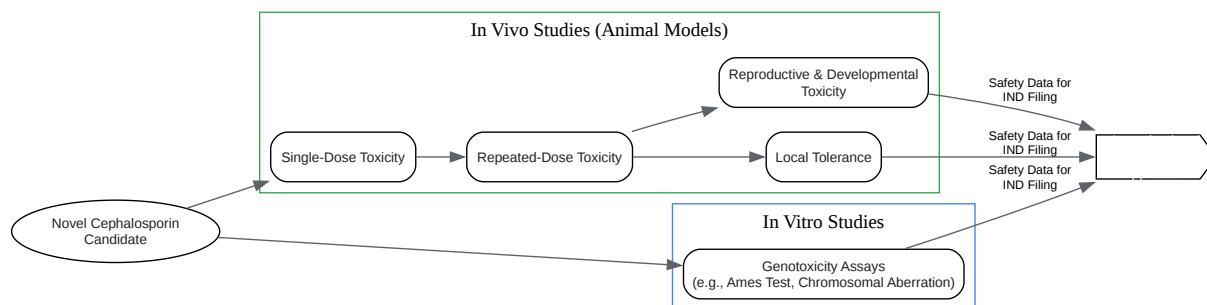 In Vivo Studies (Animal Models)
Reproductive & Developmental
Toxicity
Single-Dose Toxicity
Repeated-Dose Toxicity
Local Tolerance
Safety Data for
IND Filing
Safety Data for
IND Filing
Safety Data for
IND Filing
Novel Cephalosporin
Candidate
In Vitro Studies
Genotoxicity Assays
(e.g., Ames Test, Chromosomal Aberration)